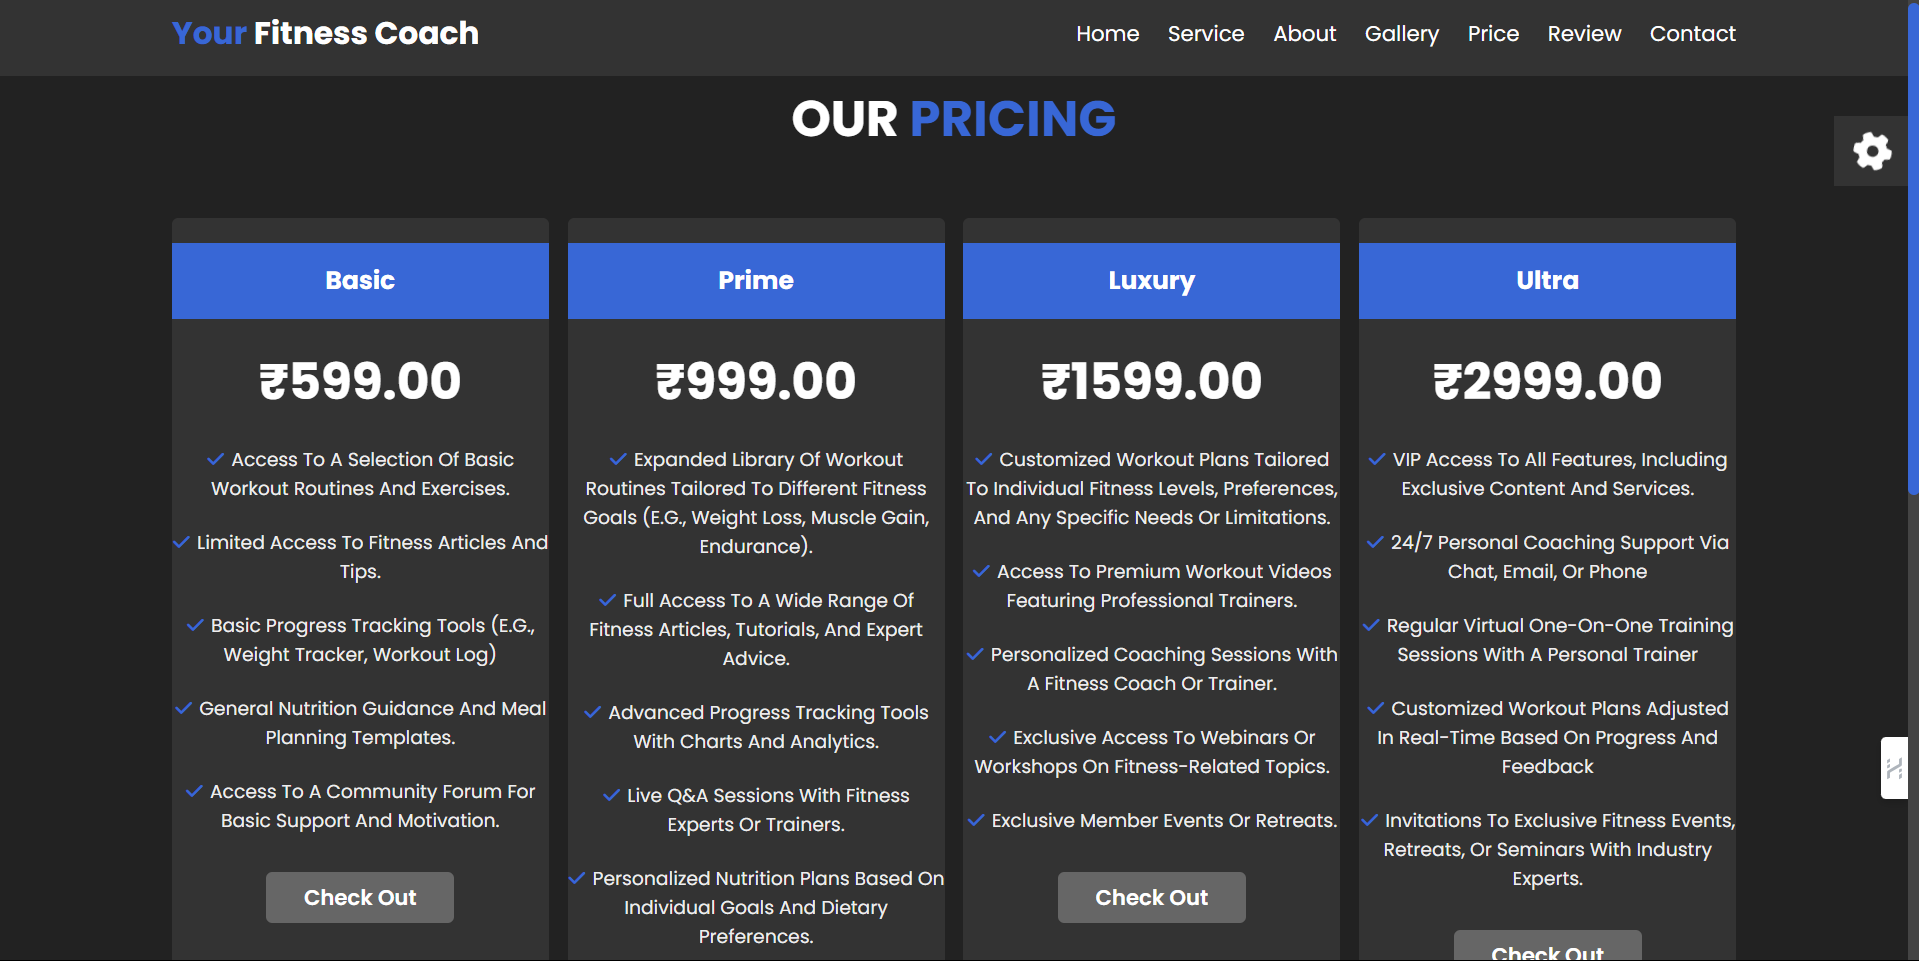 Your Fitness Coach
Home Service About Gallery Price Review Contact
OUR PRICING
Basic
₹599.00
Access To A Selection Of Basic
Workout Routines And Exercises.
Limited Access To Fitness Articles And
Tips.
Basic Progress Tracking Tools (E.G.,
Weight Tracker, Workout Log)
General Nutrition Guidance And Meal
Planning Templates.
Access To A Community Forum For
Basic Support And Motivation.
Check Out
Prime
₹999.00
Expanded Library Of Workout
Routines Tailored To Different Fitness
Goals (E.G., Weight Loss, Muscle Gain,
Endurance).
Full Access To A Wide Range Of
Fitness Articles, Tutorials, And Expert
Advice.
Advanced Progress Tracking Tools
With Charts And Analytics.
Live Q&A Sessions With Fitness
Experts Or Trainers.
Personalized Nutrition Plans Based On
Individual Goals And Dietary
Preferences.
Luxury
₹1599.00
Customized Workout Plans Tailored
To Individual Fitness Levels, Preferences,
And Any Specific Needs Or Limitations.
Access To Premium Workout Videos
Featuring Professional Trainers.
Personalized Coaching Sessions With
A Fitness Coach Or Trainer.
Exclusive Access To Webinars Or
Workshops On Fitness-Related Topics.
Exclusive Member Events Or Retreats.
Check Out
Ultra
₹2999.00
VIP Access To All Features, Including
Exclusive Content And Services.
24/7 Personal Coaching Support Via
Chat, Email, Or Phone
Regular Virtual One-On-One Training
Sessions With A Personal Trainer
Customized Workout Plans Adjusted
In Real-Time Based On Progress And
Feedback
Invitations To Exclusive Fitness Events,
Retreats, Or Seminars With Industry
Experts.
Check Out